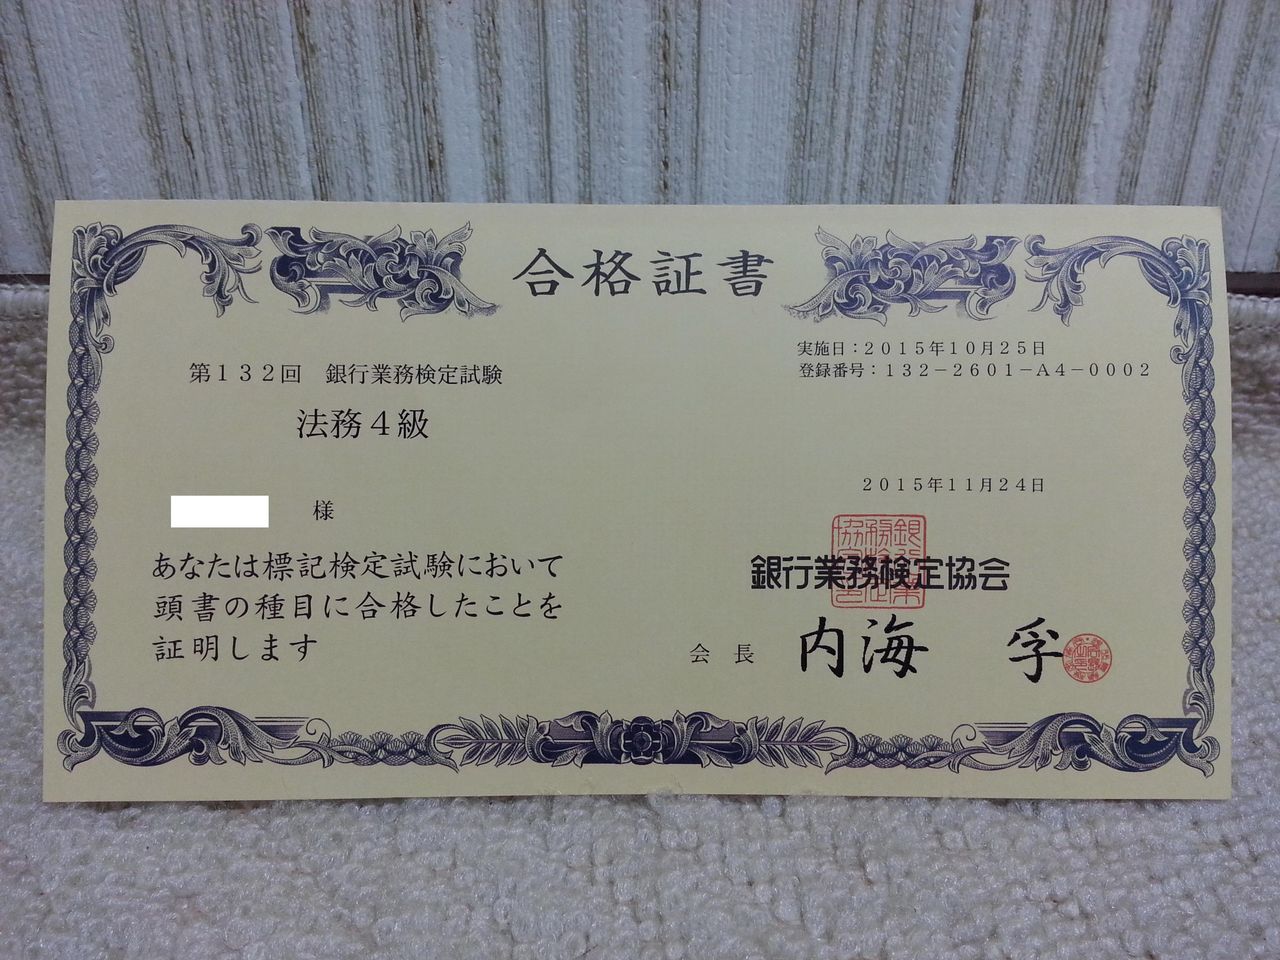 合格証書
実施日:2015年10月25日
登録番号:132-2601-A4-0002
第132回 銀行業務検定試験
法務4級
様
あなたは標記検定試験において
頭書の種目に合格したことを
証明します
2015年11月24日
銀行業務検定協会
会長 内海 孚